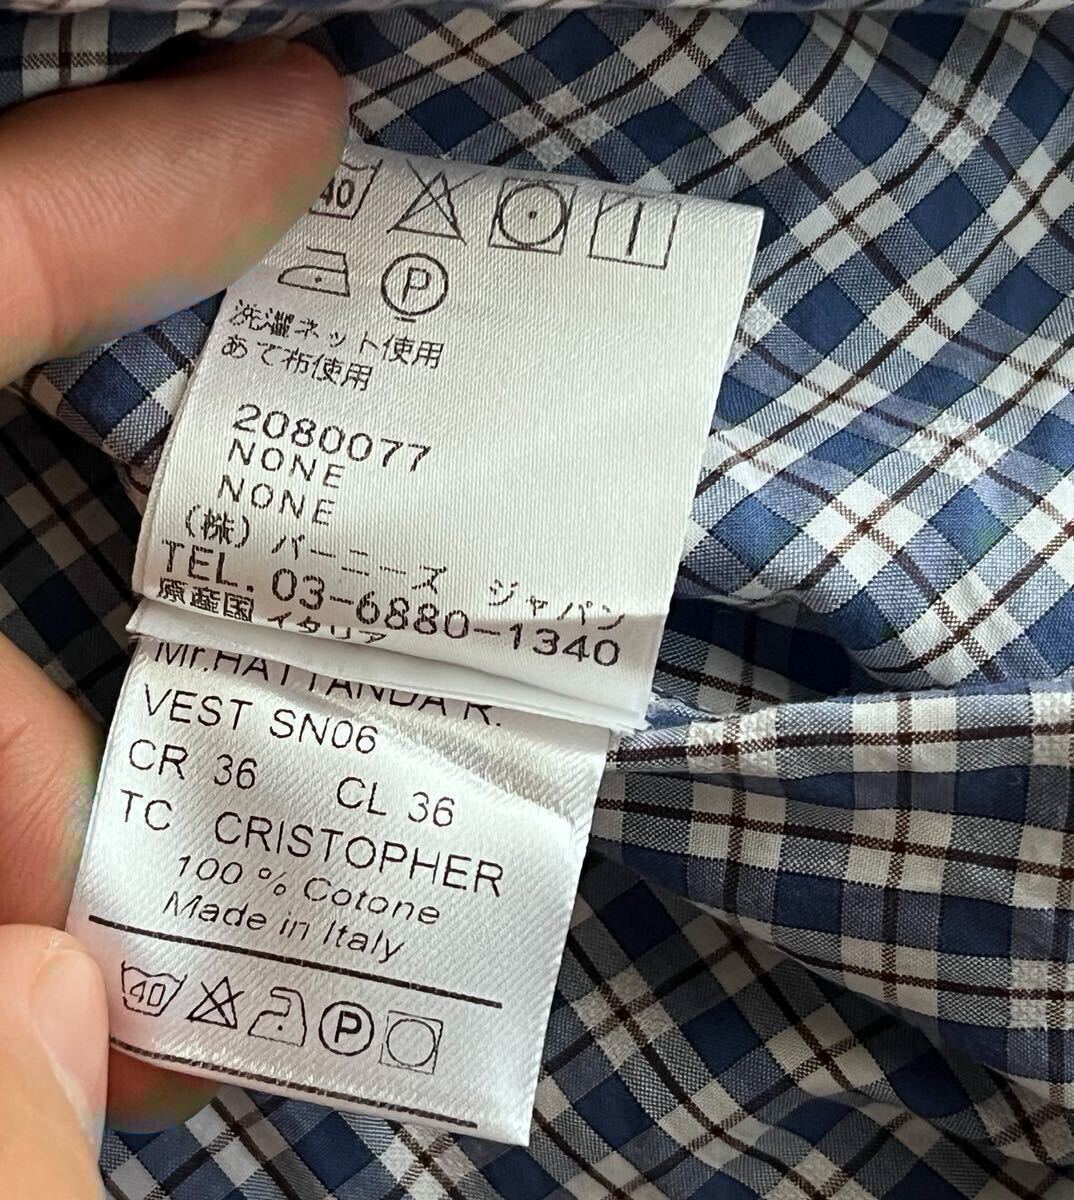 40
P
洗濯ネット使用
あて布使用
2080077
NONE
NONE
(株) バーニーズ ジャパン
TEL. 03-6880-1340
原産国 イタリア
Mr.HATTANDA R.
VEST SN06
CR 36 CL 36
TC CRISTOPHER
100 % Cotone
Made in Italy
40 P